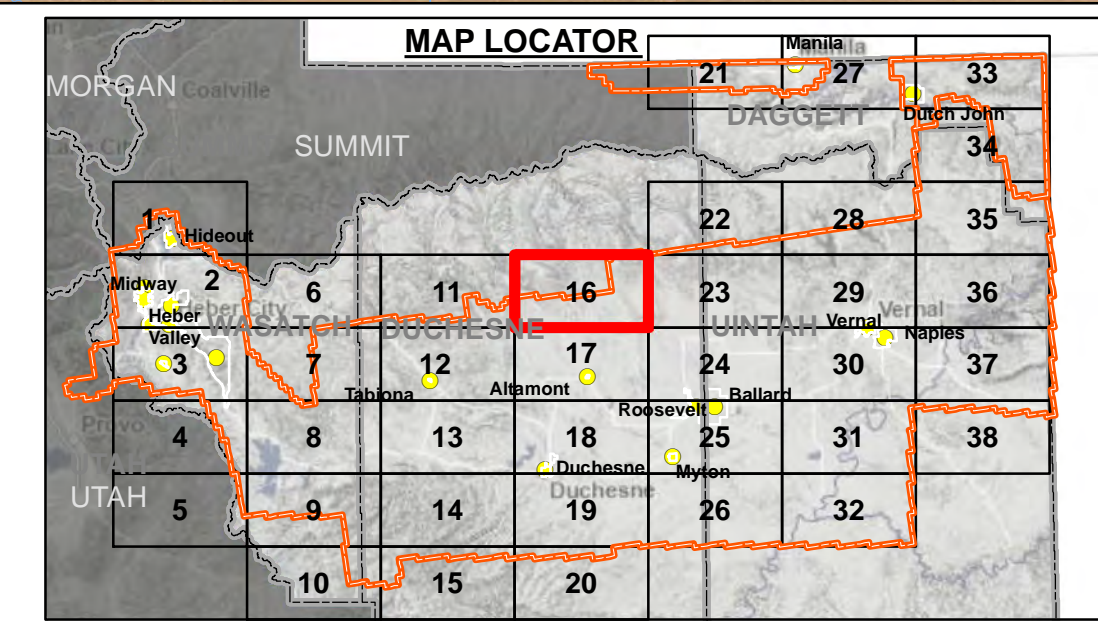 MAP LOCATOR
Manila
Manila
21
27
33
MORGAN
Coalville
DAGGETT
Dutch John
SUMMIT
34
1
22
28
35
Hideout
Midway
2
6
11
16
23
29
36
Heber
Heber City
Vernal
Valley
WASATCH
DUCHESNE
UINTAH
Vernal
Naples
3
7
12
17
24
30
37
Tabiona
Altamont
Roosevelt
Ballard
Provo
4
8
13
18
25
31
38
Duchesne
Myton
UTAH
Duchesne
5
9
14
19
26
32
10
15
20